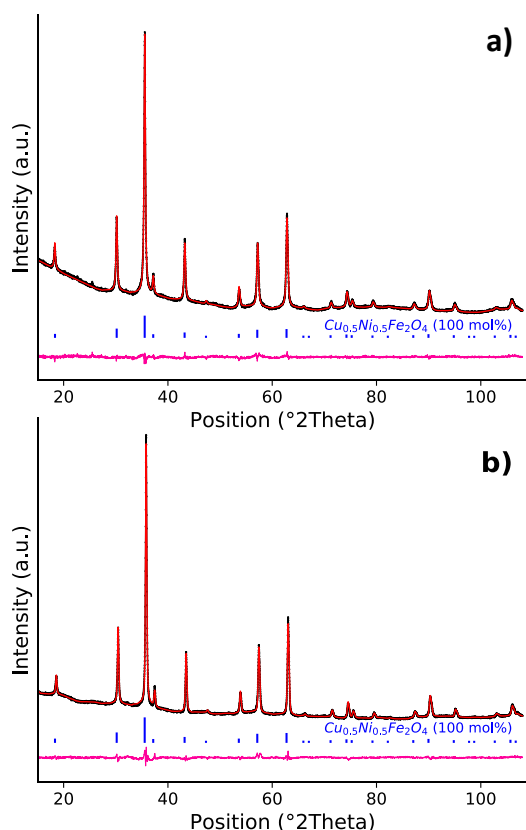 a)
Intensity (a.u.)
Cu₀.₅Ni₀.₅Fe₂O₄ (100 mol%)
20 40 60 80 100
Position (°2Theta)
b)
Intensity (a.u.)
Cu₀.₅Ni₀.₅Fe₂O₄ (100 mol%)
20 40 60 80 100
Position (°2Theta)